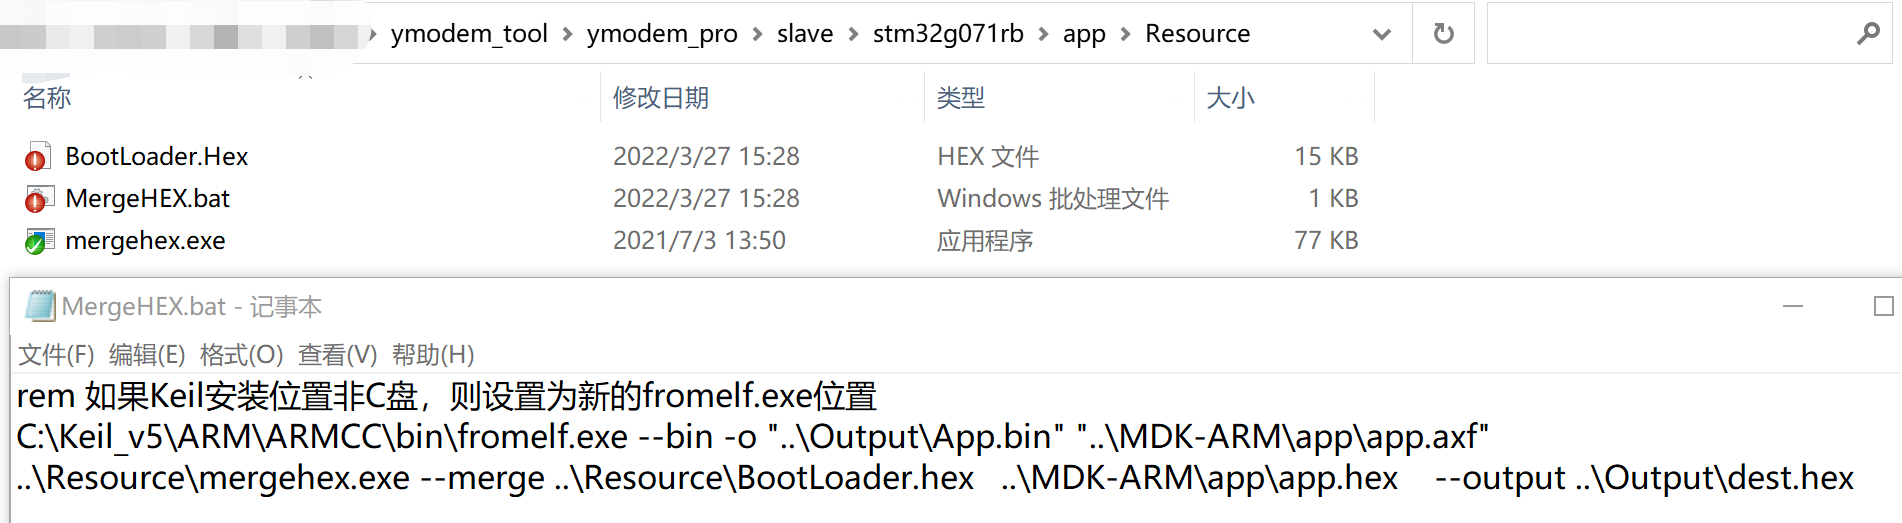 ymodem_tool > ymodem_pro > slave > stm32g071rb > app > Resource
名称 修改日期 类型 大小
BootLoader.Hex 2022/3/27 15:28 HEX 文件 15 KB
MergeHEX.bat 2022/3/27 15:28 Windows 批处理文件 1 KB
mergehex.exe 2021/7/3 13:50 应用程序 77 KB
MergeHEX.bat - 记事本
文件(F) 编辑(E) 格式(O) 查看(V) 帮助(H)
rem 如果Keil安装位置非C盘，则设置为新的fromelf.exe位置
C:\Keil_v5\ARM\ARMCC\bin\fromelf.exe --bin -o "..\Output\App.bin" "..\MDK-ARM\app\app.axf"
..\Resource\mergehex.exe --merge ..\Resource\BootLoader.hex   ..\MDK-ARM\app\app.hex    --output ..\Output\dest.hex